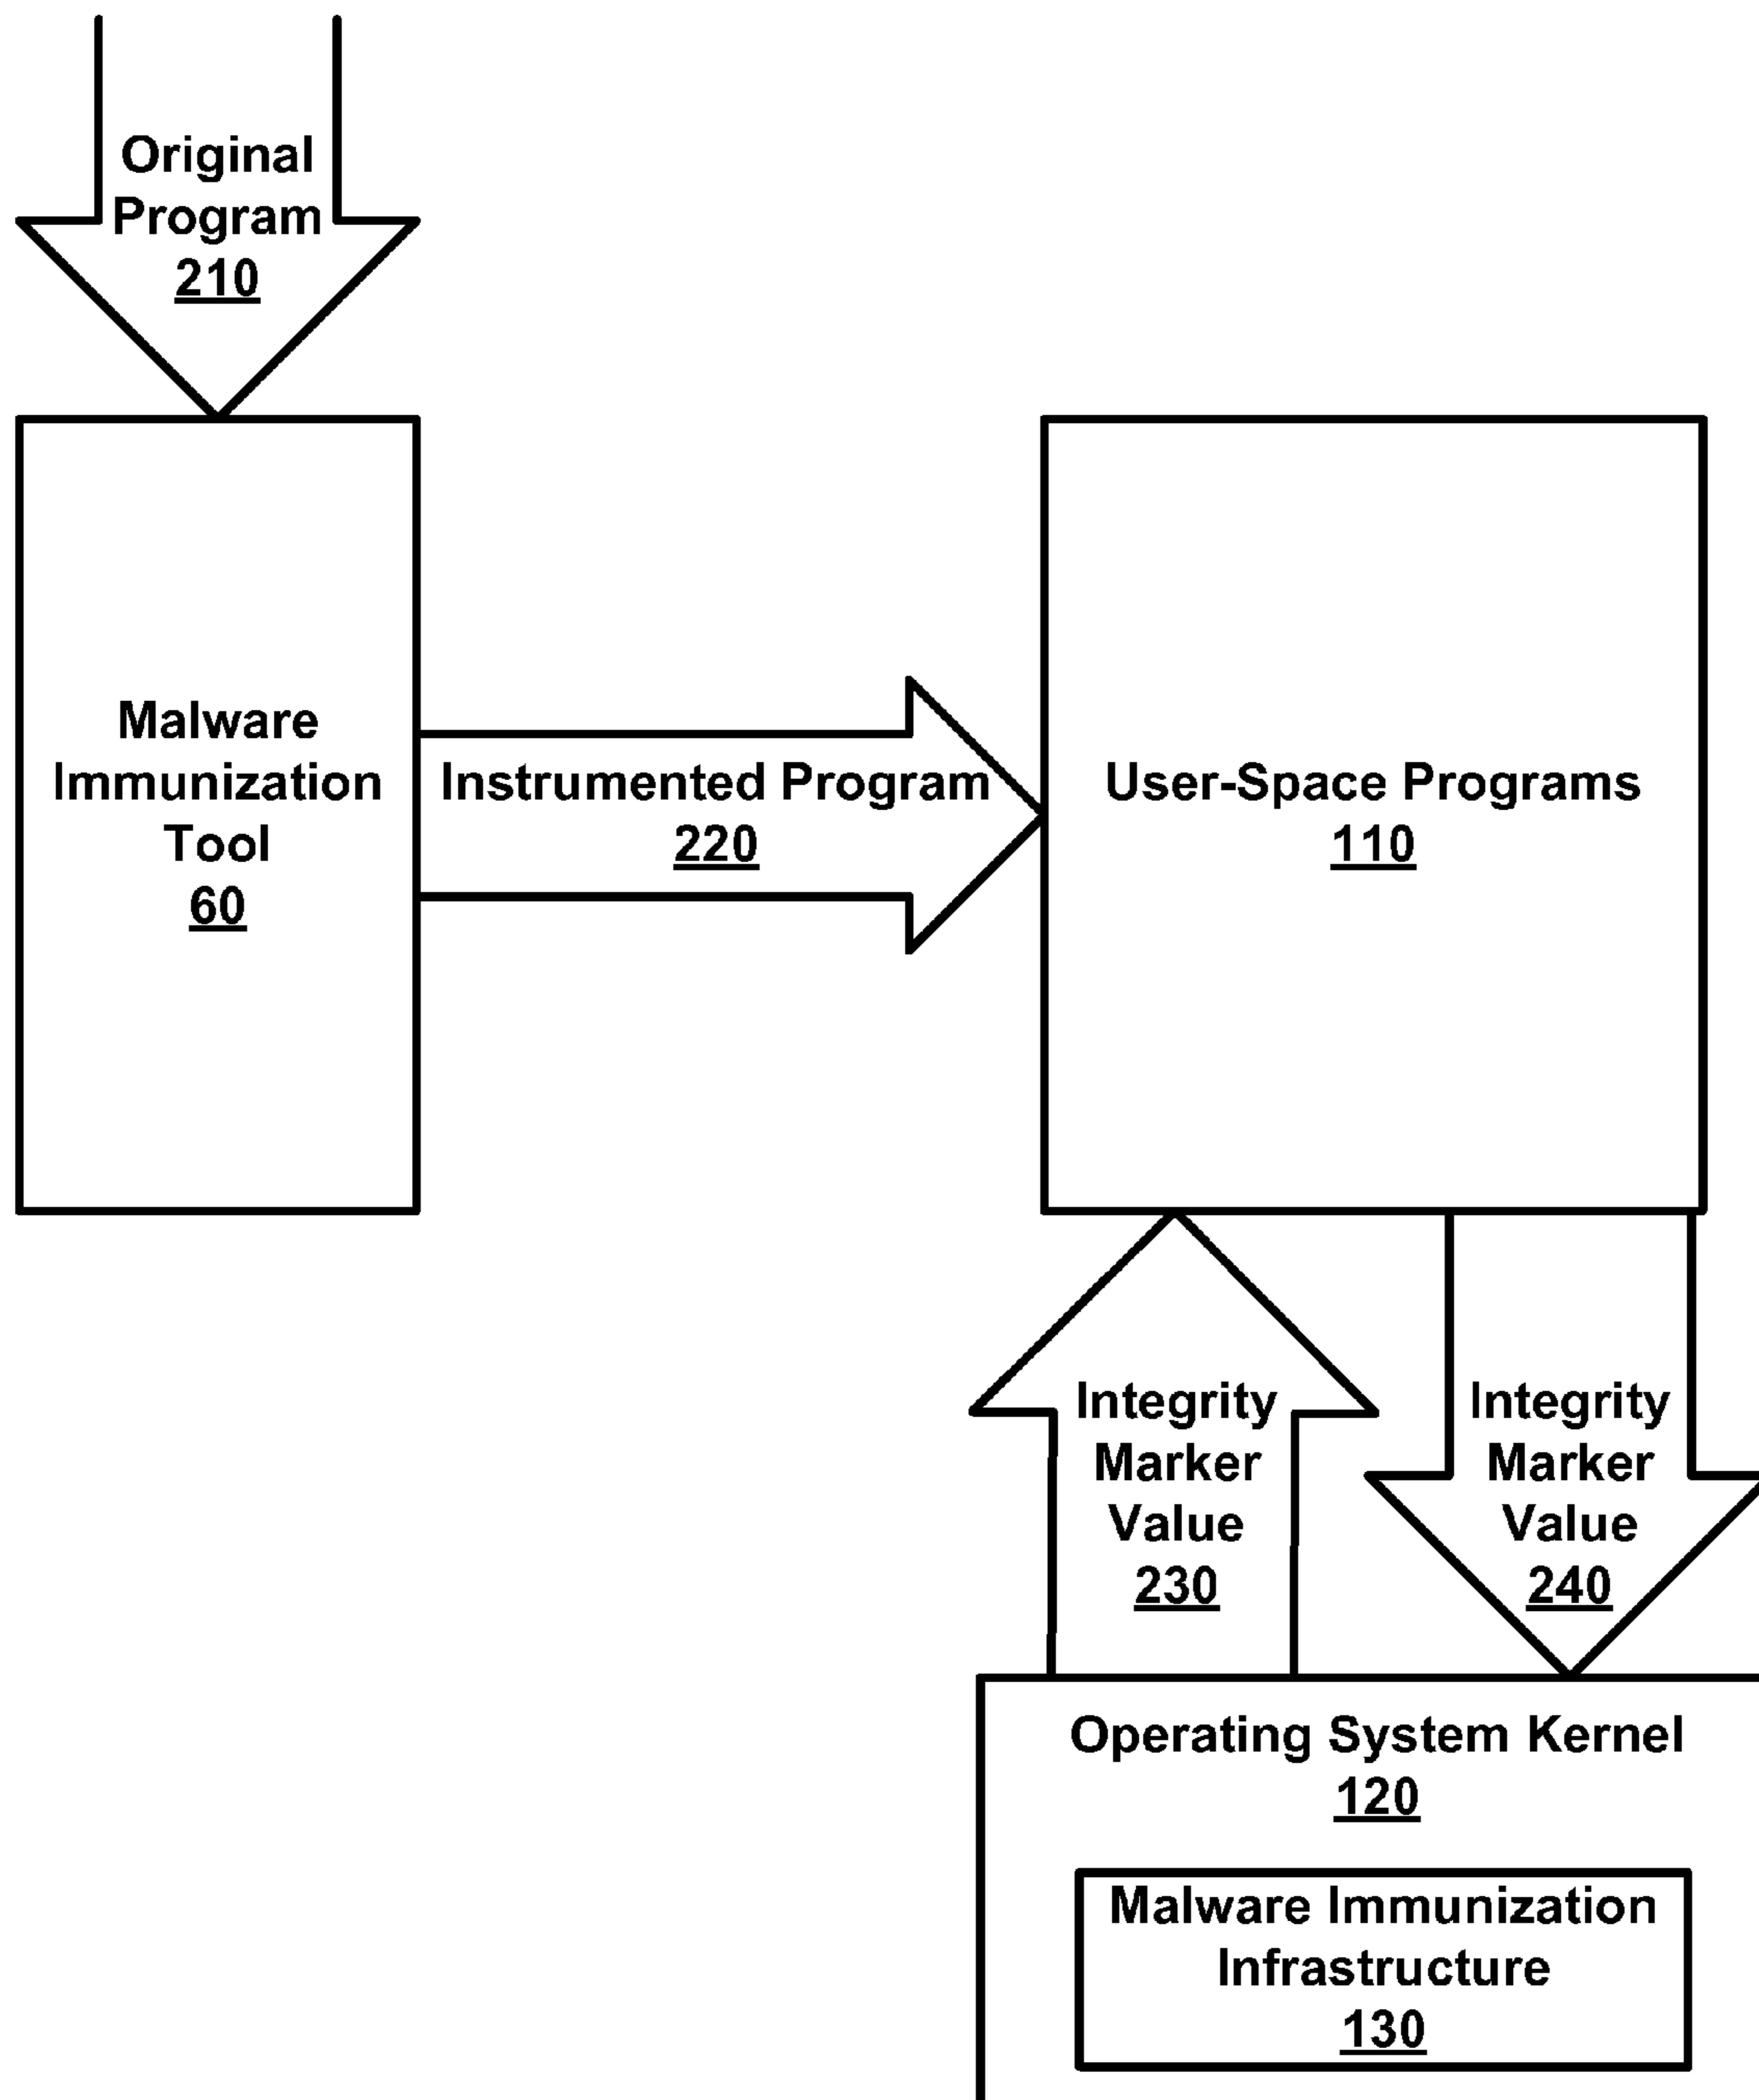 Original
Program
210
Malware
Immunization
Tool
60
Instrumented Program
220
User-Space Programs
110
Integrity
Marker
Value
230
Integrity
Marker
Value
240
Operating System Kernel
120
Malware Immunization
Infrastructure
130